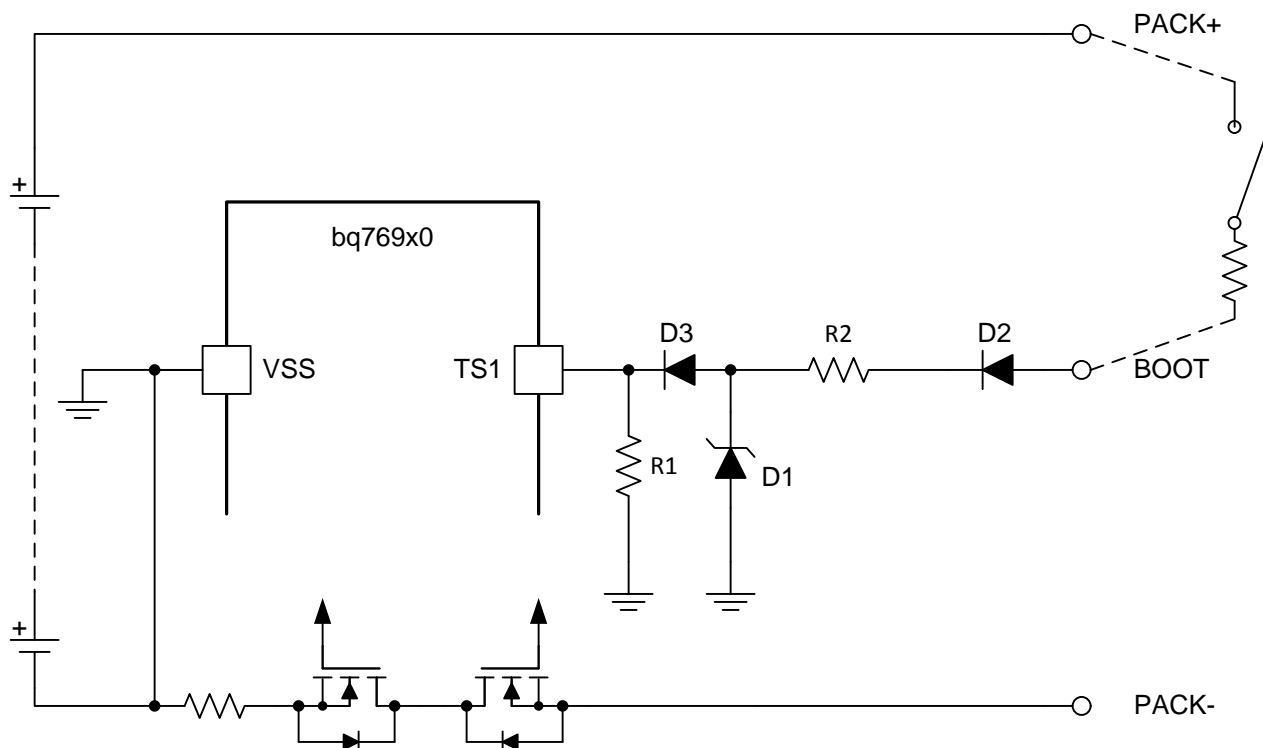 PACK+
+
bq769x0
VSS
TS1
D3
R2
D2
BOOT
R1
D1
+
PACK-